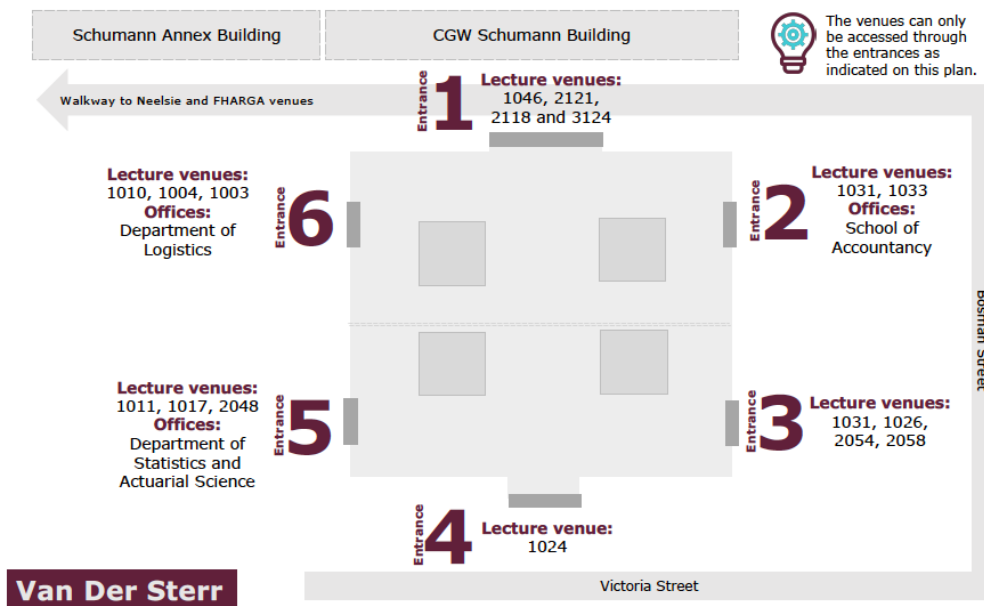 Schumann Annex Building
CGW Schumann Building
The venues can only
be accessed through
the entrances as
indicated on this plan.
Walkway to Neelsie and FHARGA venues
Entrance
1
Lecture venues:
1046, 2121,
2118 and 3124
Lecture venues:
1010, 1004, 1003
Offices:
Department of
Logistics
Entrance
6
Entrance
2
Lecture venues:
1031, 1033
Offices:
School of
Accountancy
Bosman Street
Lecture venues:
1011, 1017, 2048
Offices:
Department of
Statistics and
Actuarial Science
Entrance
5
Entrance
3
Lecture venues:
1031, 1026,
2054, 2058
Entrance
4
Lecture venue:
1024
Van Der Sterr
Victoria Street